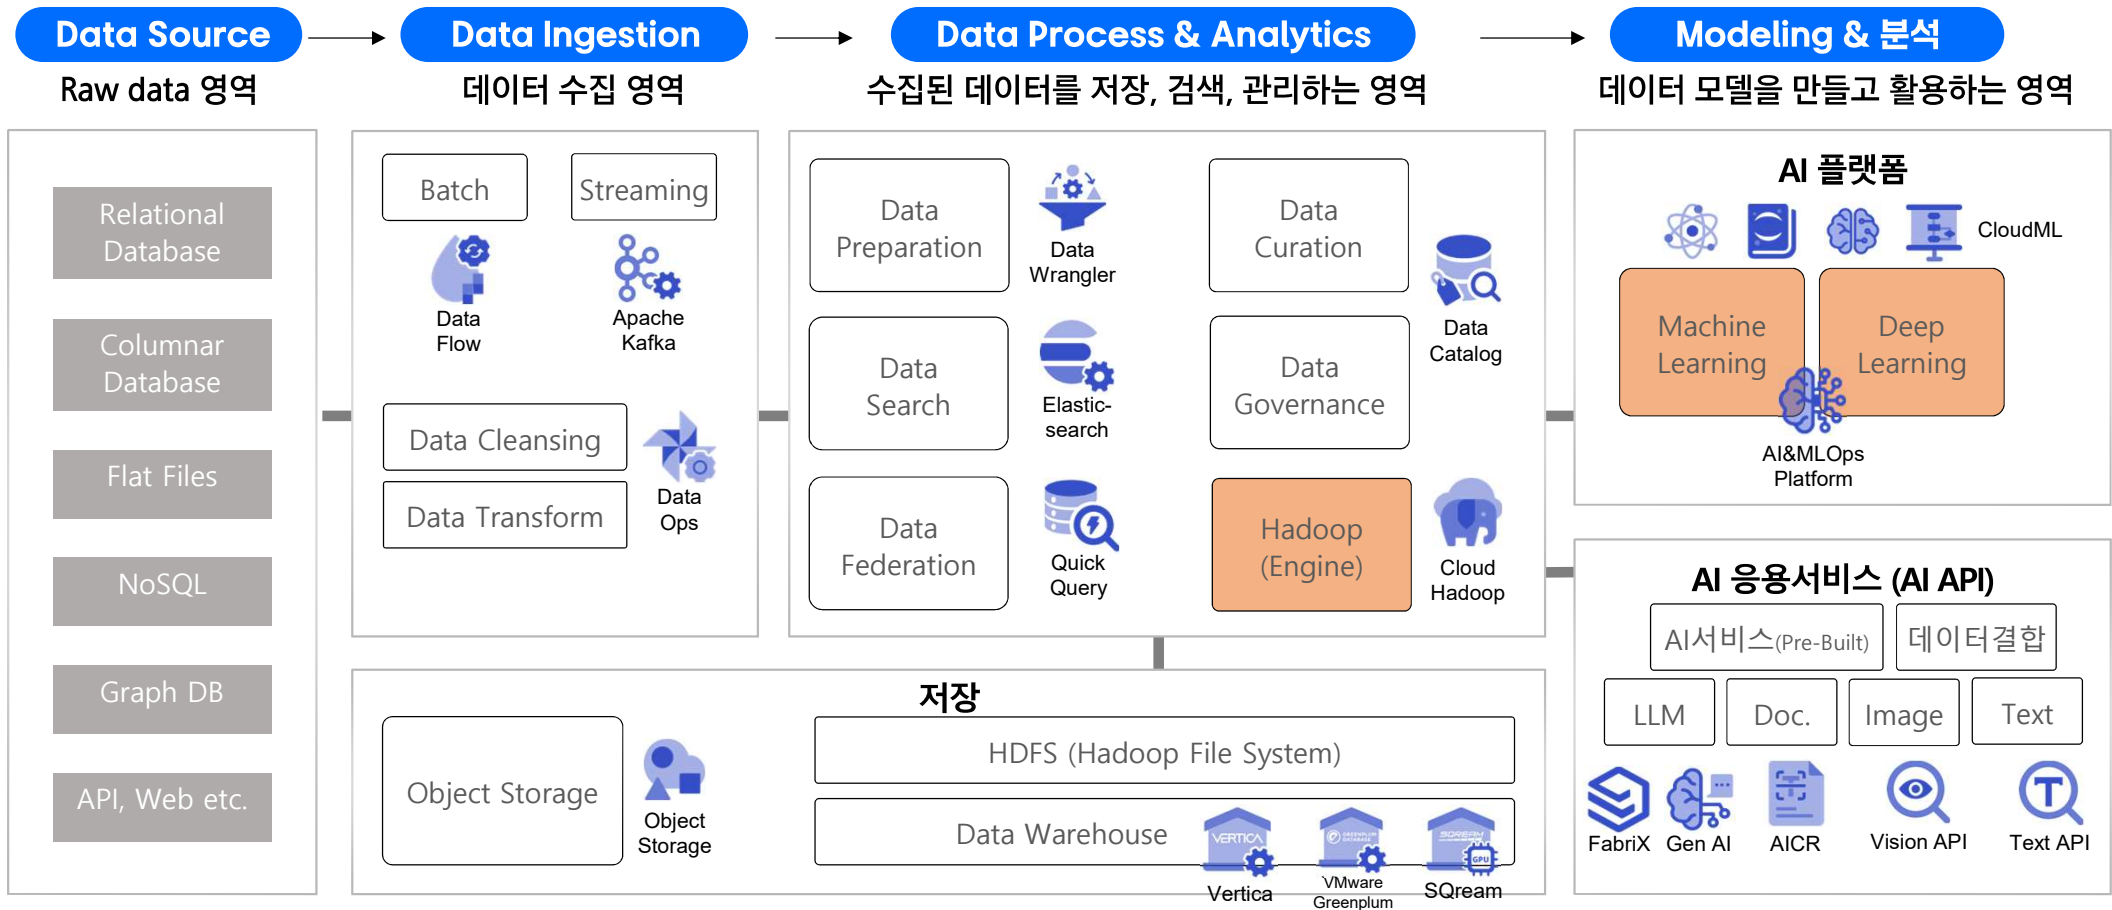 Data Source
Data Ingestion
Data Process & Analytics
Modeling & 분석
Raw data 영역
데이터 수집 영역
수집된 데이터를 저장, 검색, 관리하는 영역
데이터 모델을 만들고 활용하는 영역
Relational
Database
Columnar
Database
Flat Files
NoSQL
Graph DB
API, Web etc.
Batch
Streaming
Data
Flow
Apache
Kafka
Data Cleansing
Data Transform
Data
Ops
Data
Preparation
Data
Wrangler
Data
Curation
Data
Search
Elastic-
search
Data
Governance
Data
Catalog
Data
Federation
Quick
Query
Hadoop
(Engine)
Cloud
Hadoop
저장
Object Storage
Object
Storage
HDFS (Hadoop File System)
Data Warehouse
VERTICA
Vertica
GREENPLUM
DATABASE
VMware
Greenplum
SQREAM
GPU
SQream
AI 플랫폼
CloudML
Machine
Learning
Deep
Learning
AI&MLOps
Platform
AI 응용서비스 (AI API)
AI서비스(Pre-Built)
데이터결합
LLM
Doc.
Image
Text
FabriX
Gen AI
AICR
Vision API
T
Text API